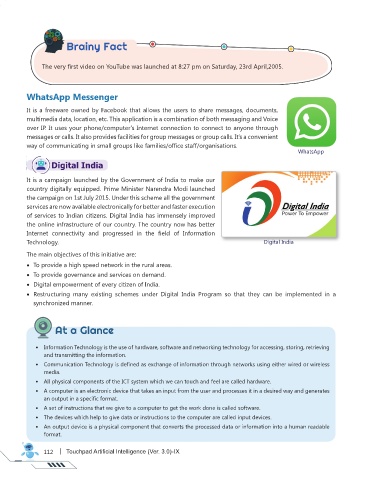 Brainy Fact
The very first video on YouTube was launched at 8:27 pm on Saturday, 23rd April,2005.
WhatsApp Messenger
It is a freeware owned by Facebook that allows the users to share messages, documents,
multimedia data, location, etc. This application is a combination of both messaging and Voice
over IP. It uses your phone/computer's Internet connection to connect to anyone through
messages or calls. It also provides facilities for group messages or group calls. It's a convenient
way of communicating in small groups like families/office staff/organisations.
WhatsApp
Digital India
It is a campaign launched by the Government of India to make our
country digitally equipped. Prime Minister Narendra Modi launched
the campaign on 1st July 2015. Under this scheme all the government
services are now available electronically for better and faster execution
of services to Indian citizens. Digital India has immensely improved
the online infrastructure of our country. The country now has better
Internet connectivity and progressed in the field of Information
Technology.
Digital India
Power To Empower
Digital India
The main objectives of this initiative are:
• To provide a high speed network in the rural areas.
• To provide governance and services on demand.
• Digital empowerment of every citizen of India.
• Restructuring many existing schemes under Digital India Program so that they can be implemented in a
synchronized manner.
At a Glance
• Information Technology is the use of hardware, software and networking technology for accessing, storing, retrieving
and transmitting the information.
• Communication Technology is defined as exchange of information through networks using either wired or wireless
media.
• All physical components of the ICT system which we can touch and feel are called hardware.
• A computer is an electronic device that takes an input from the user and processes it in a desired way and generates
an output in a specific format.
• A set of instructions that we give to a computer to get the work done is called software.
• The devices which help to give data or instructions to the computer are called input devices.
• An output device is a physical component that converts the processed data or information into a human readable
format.
112 | Touchpad Artificial Intelligence (Ver. 3.0)-IX